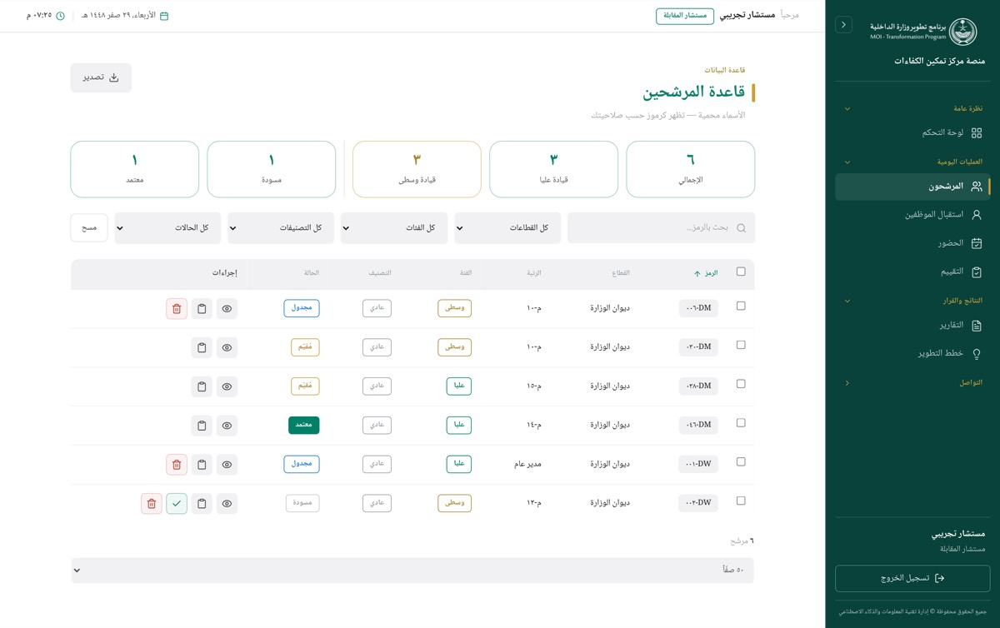 برنامج تطوير وزارة الداخلية
MOI - Transformation Program
منصة مركز تمكين الكفاءات
نظرة عامة
لوحة التحكم
العمليات اليومية
المرشحون
استقبال الموظفين
الحضور
التقييم
النتائج والقرار
التقارير
خطط التطوير
التواصل
مستشار تجريبي
مستشار المقابلة
تسجيل الخروج
جميع الحقوق محفوظة © إدارة تقنية المعلومات والذكاء الاصطناعي
مرحباً مستشار تجريبي مستشار المقابلة
الأربعاء، ٢٩ صفر ١٤٤٨ هـ ٠٧:٢٥ م
قاعدة البيانات
قاعدة المرشحين
الأسماء محمية — تظهر كرموز حسب صلاحيتك
تصدير
٦ الإجمالي
٣ قيادة عليا
٣ قيادة وسطى
١ مسودة
١ معتمد
بحث بالرمز... كل القطاعات كل الفئات كل التصنيفات كل الحالات مسح
الرمز القطاع الرتبة الفئة التصنيف الحالة إجراءات
DM-٠٠٦ ديوان الوزارة م-١٠ وسطى عادي مجدول
DM-٠٣٠ ديوان الوزارة م-١٠ وسطى عادي مُقيّم
DM-٠٣٨ ديوان الوزارة م-١٥ عليا عادي مُقيّم
DM-٠٤٦ ديوان الوزارة م-١٤ عليا عادي معتمد
DW-٠٠١ ديوان الوزارة مدير عام عليا عادي مجدول
DW-٠٠٢ ديوان الوزارة م-١٢ وسطى عادي مسودة
٦ مرشح
٥٠ صفاً